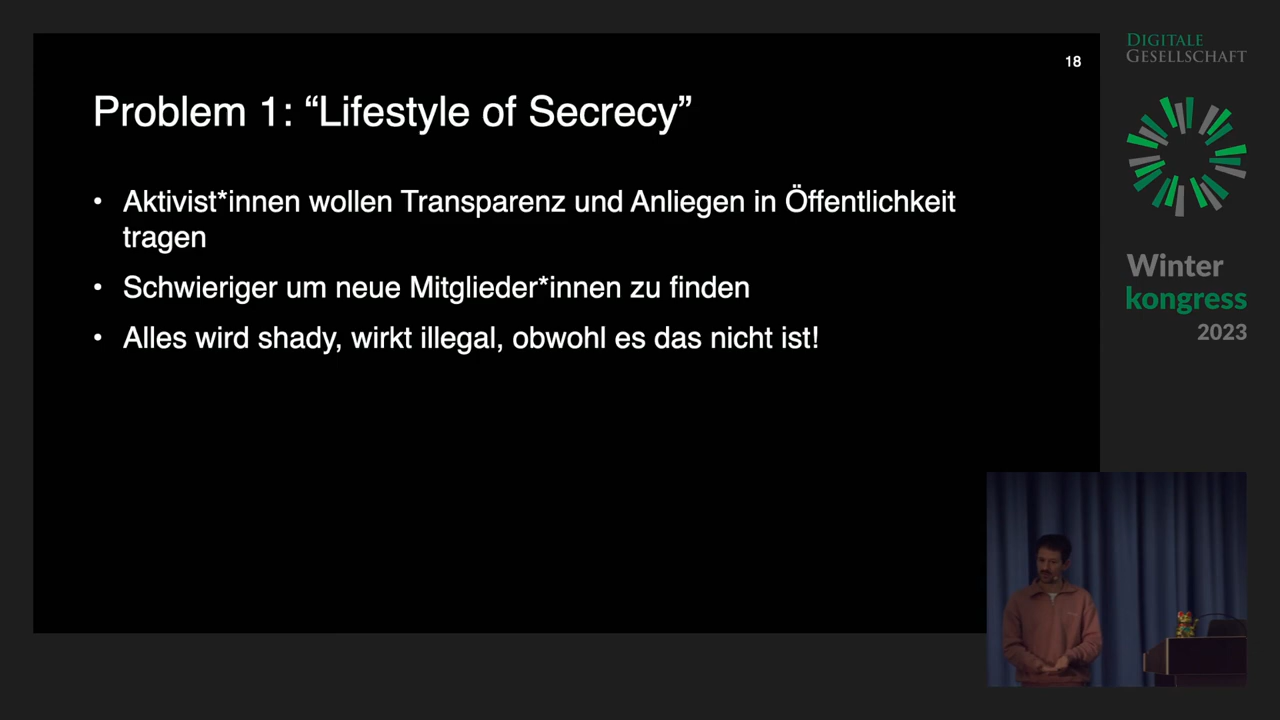 18
Problem 1: “Lifestyle of Secrecy”
• Aktivist*innen wollen Transparenz und Anliegen in Öffentlichkeit
tragen
• Schwieriger um neue Mitglieder*innen zu finden
• Alles wird shady, wirkt illegal, obwohl es das nicht ist!
DIGITALE
GESELLSCHAFT
Winter
kongress
2023